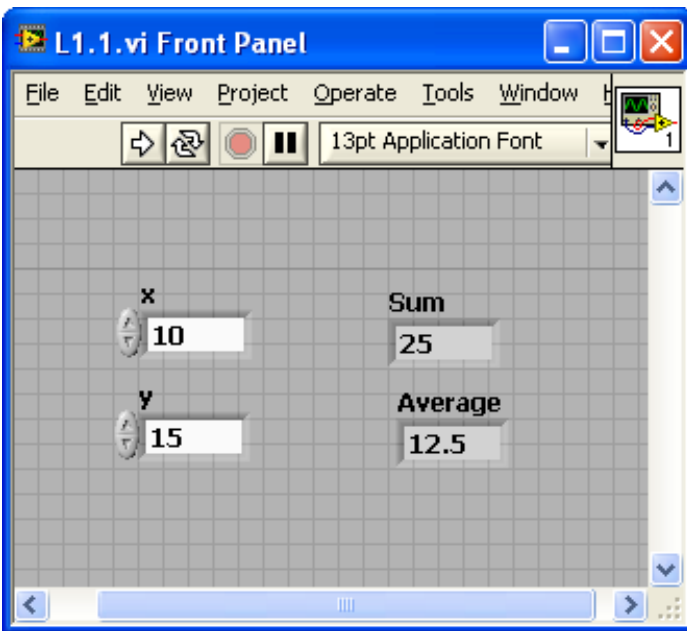 L1.1.vi Front Panel
File Edit View Project Operate Tools Window
13pt Application Font
1
x
10
Sum
25
y
15
Average
12.5